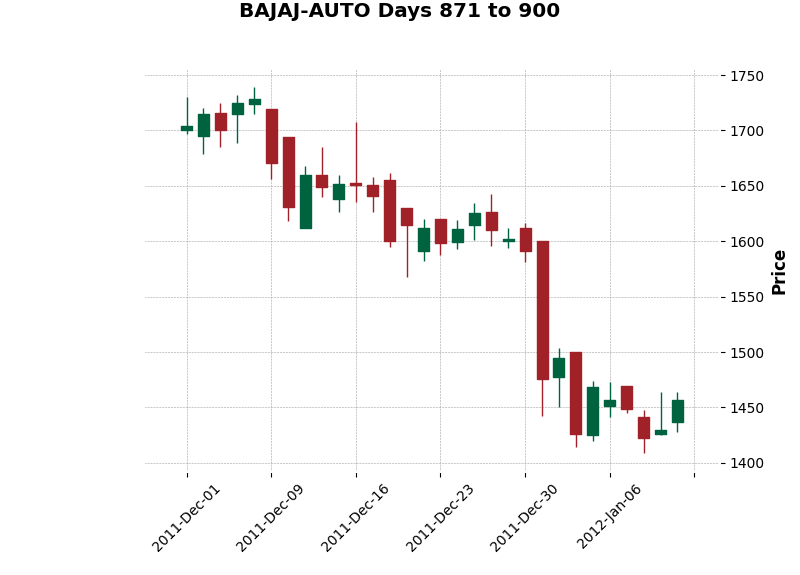 BAJAJ-AUTO Days 871 to 900
1750
1700
1650
1600
1550
1500
1450
1400
Price
2011-Dec-01
2011-Dec-09
2011-Dec-16
2011-Dec-23
2011-Dec-30
2012-Jan-06